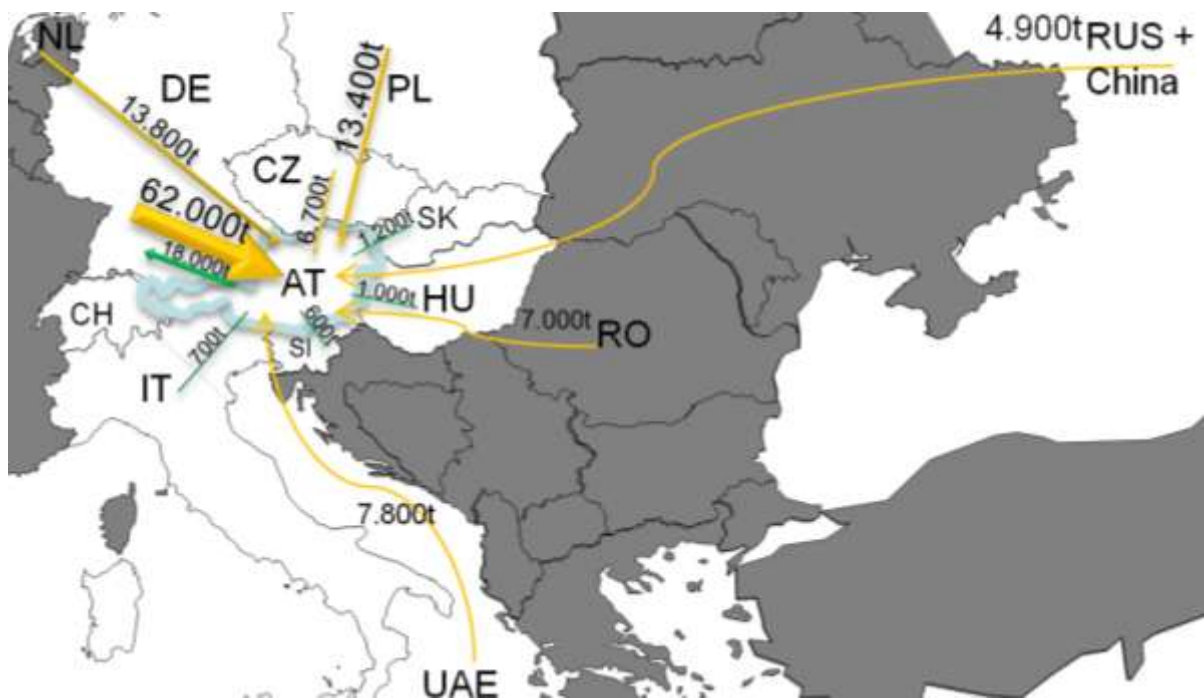 NL
4.900t RUS +
China
DE
13.400t
PL
13.800t
CZ
6.700t
62.000t
1.200t
SK
18.000t
AT
1.000t
HU
CH
600t
7.000t
RO
700t
SI
IT
7.800t
UAE